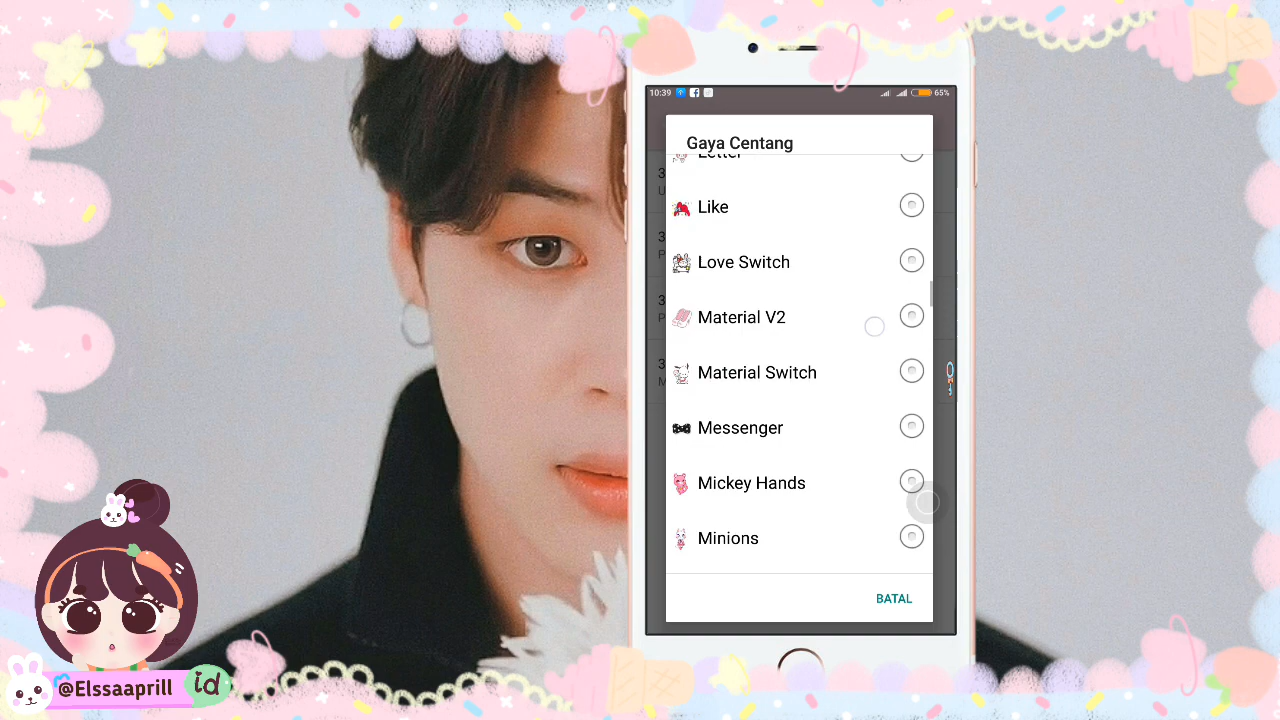 10:39
65%
Gaya Centang
Letter
Like
Love Switch
Material V2
Material Switch
Messenger
Mickey Hands
Minions
BATAL
@Elssaaprill
id